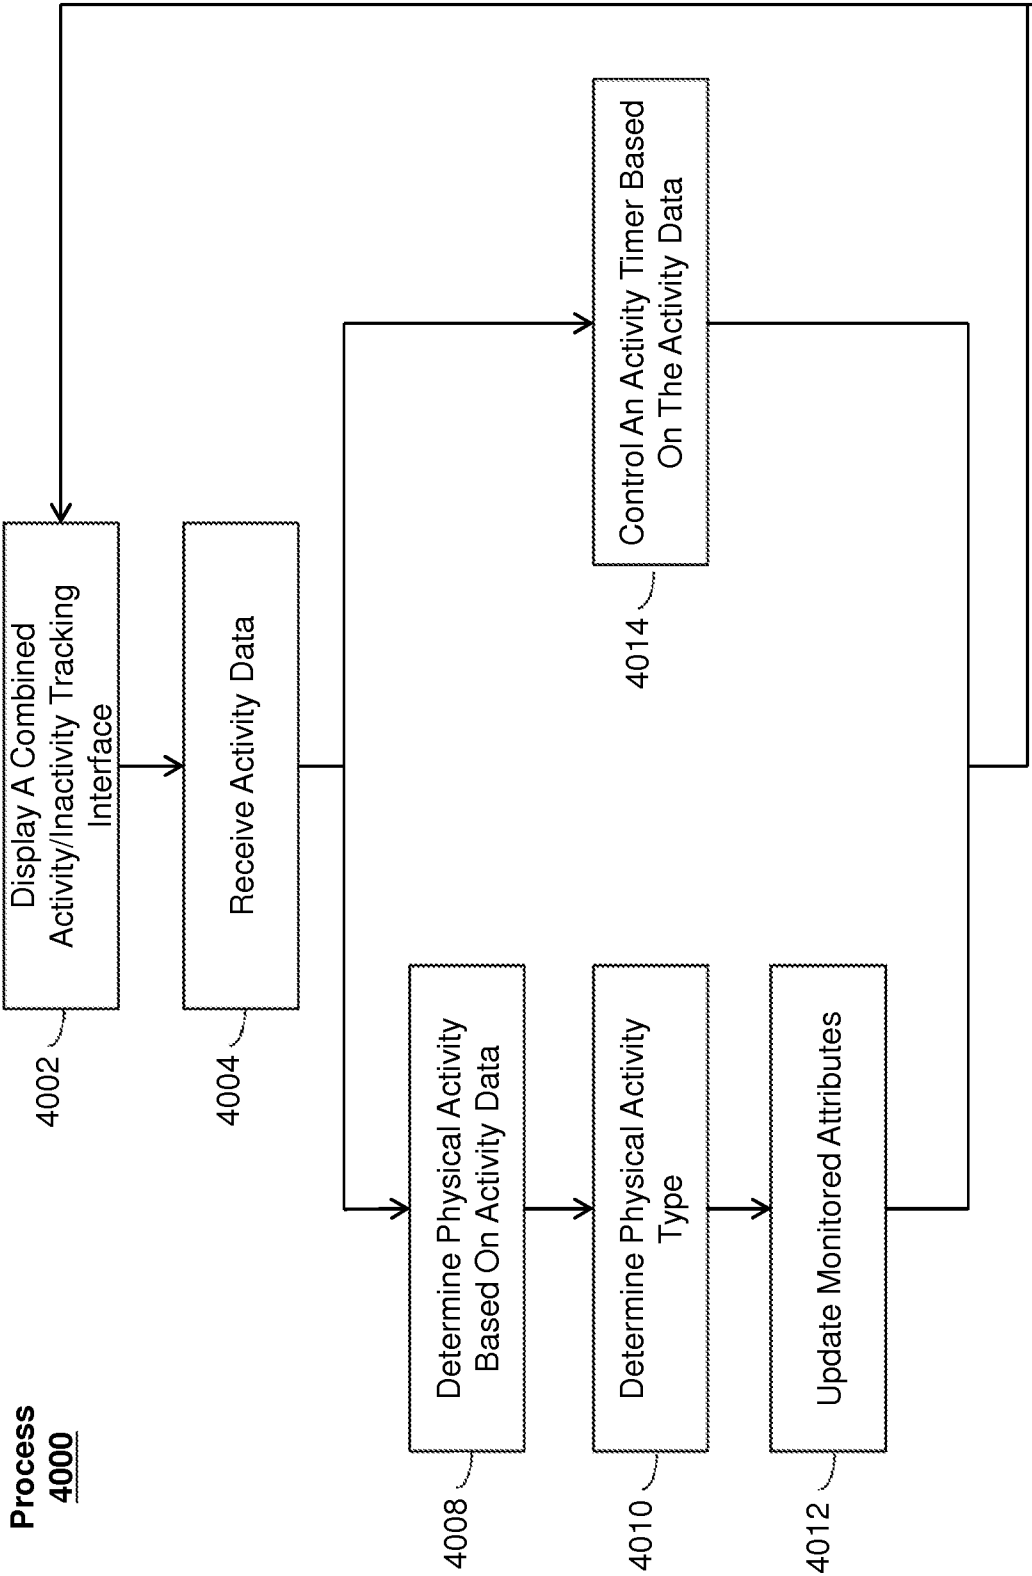 Process
4000
4002
Display A Combined
Activity/Inactivity Tracking
Interface
4004
Receive Activity Data
4008
Determine Physical Activity
Based On Activity Data
4010
Determine Physical Activity
Type
4012
Update Monitored Attributes
4014
Control An Activity Timer Based
On The Activity Data